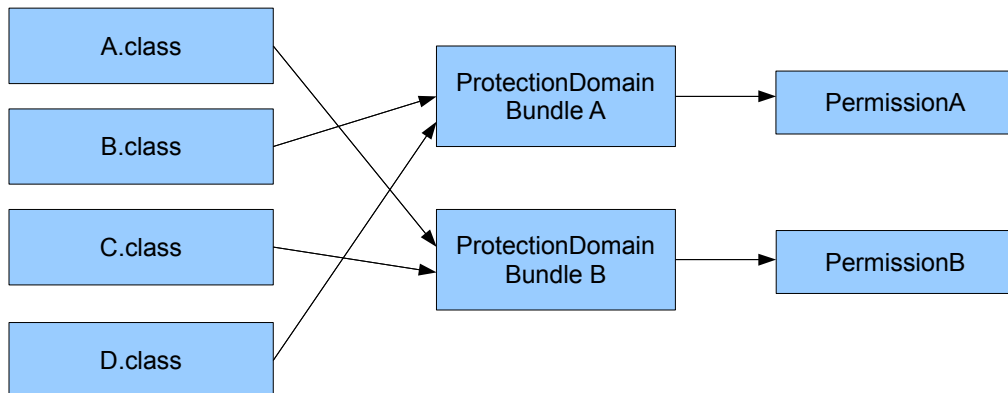 A.class
B.class
C.class
D.class
ProtectionDomain
Bundle A
ProtectionDomain
Bundle B
PermissionA
PermissionB